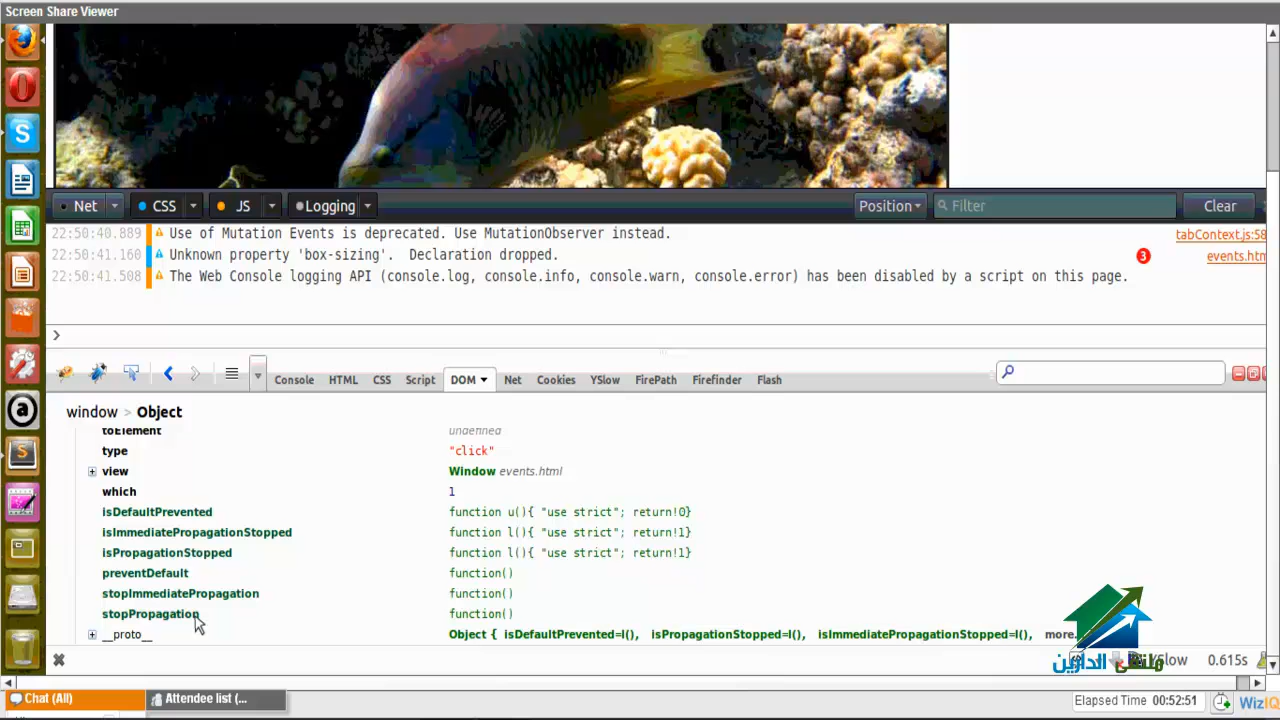 Screen Share Viewer
Net CSS JS Logging Position Filter Clear
22:50:40.889 Use of Mutation Events is deprecated. Use MutationObserver instead. tabContext.js:58
22:50:41.160 Unknown property 'box-sizing'. Declaration dropped. 3 events.htm
22:50:41.508 The Web Console logging API (console.log, console.info, console.warn, console.error) has been disabled by a script on this page.
Console HTML CSS Script DOM Net Cookies YSlow FirePath Firefinder Flash
window > Object
toElement undefined
type "click"
view Window events.html
which 1
isDefaultPrevented function u(){ "use strict"; return!0}
isImmediatePropagationStopped function l(){ "use strict"; return!1}
isPropagationStopped function l(){ "use strict"; return!1}
preventDefault function()
stopImmediatePropagation function()
stopPropagation function()
__proto__ Object { isDefaultPrevented=l(), isPropagationStopped=l(), isImmediatePropagationStopped=l(), more...
ملتقى الدارين
YSlow 0.615s
Chat (All) Attendee list (... Elapsed Time 00:52:51 WizIQ